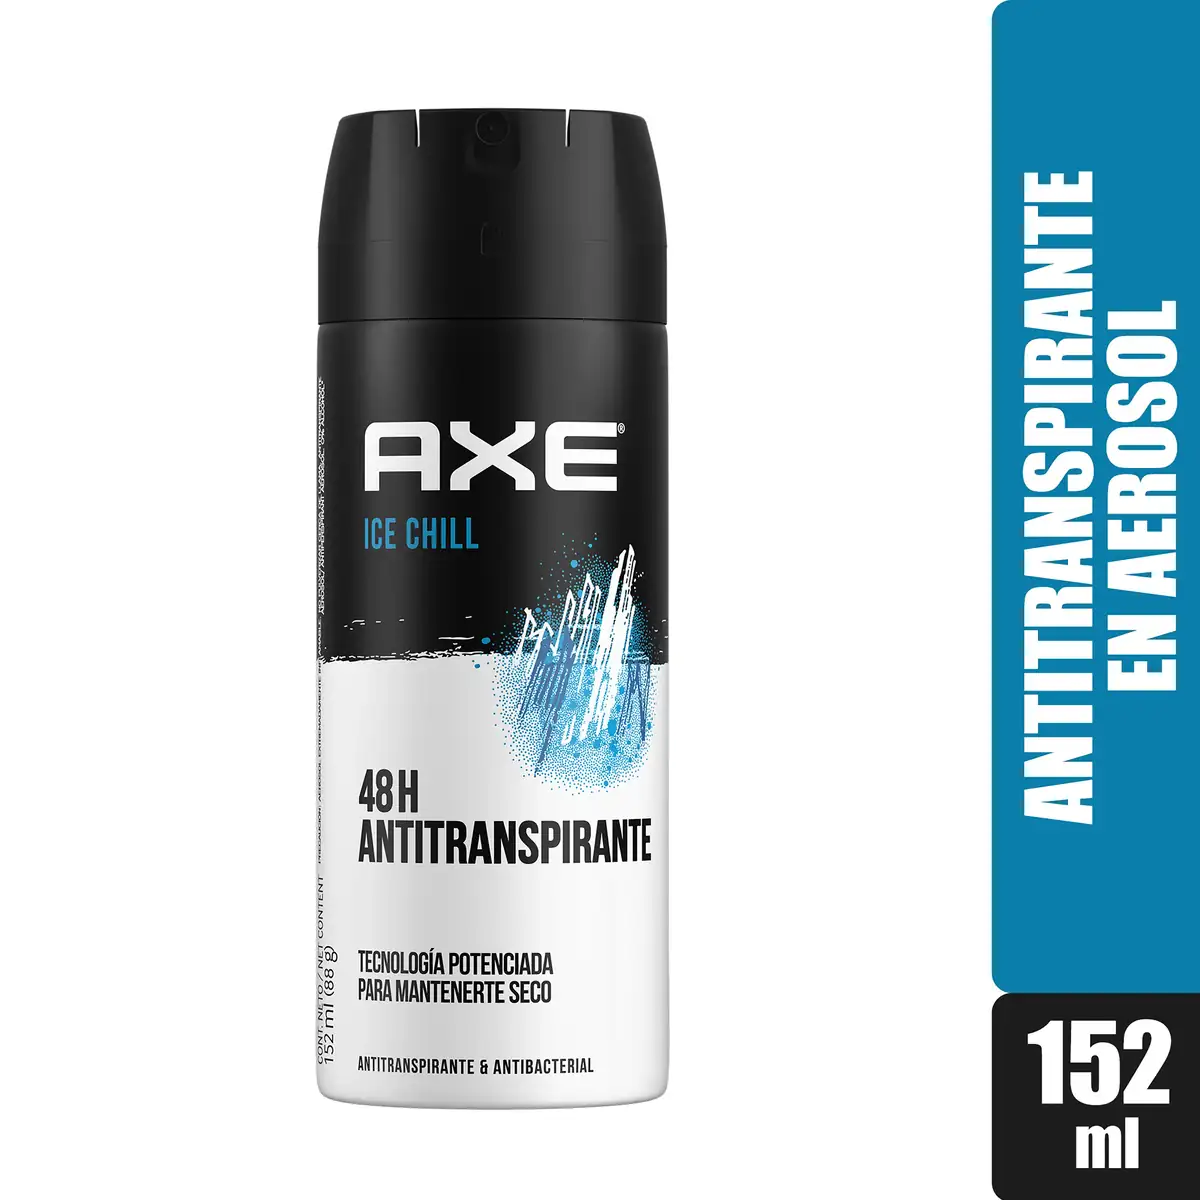 AXE®
ICE CHILL
48 H
ANTITRANSPIRANTE
TECNOLOGÍA POTENCIADA
PARA MANTENERTE SECO
ANTITRANSPIRANTE & ANTIBACTERIAL
CONT. NETO / NET CONTENT
152 ml (88 g)
ANTITRANSPIRANTE
EN AEROSOL
152
ml